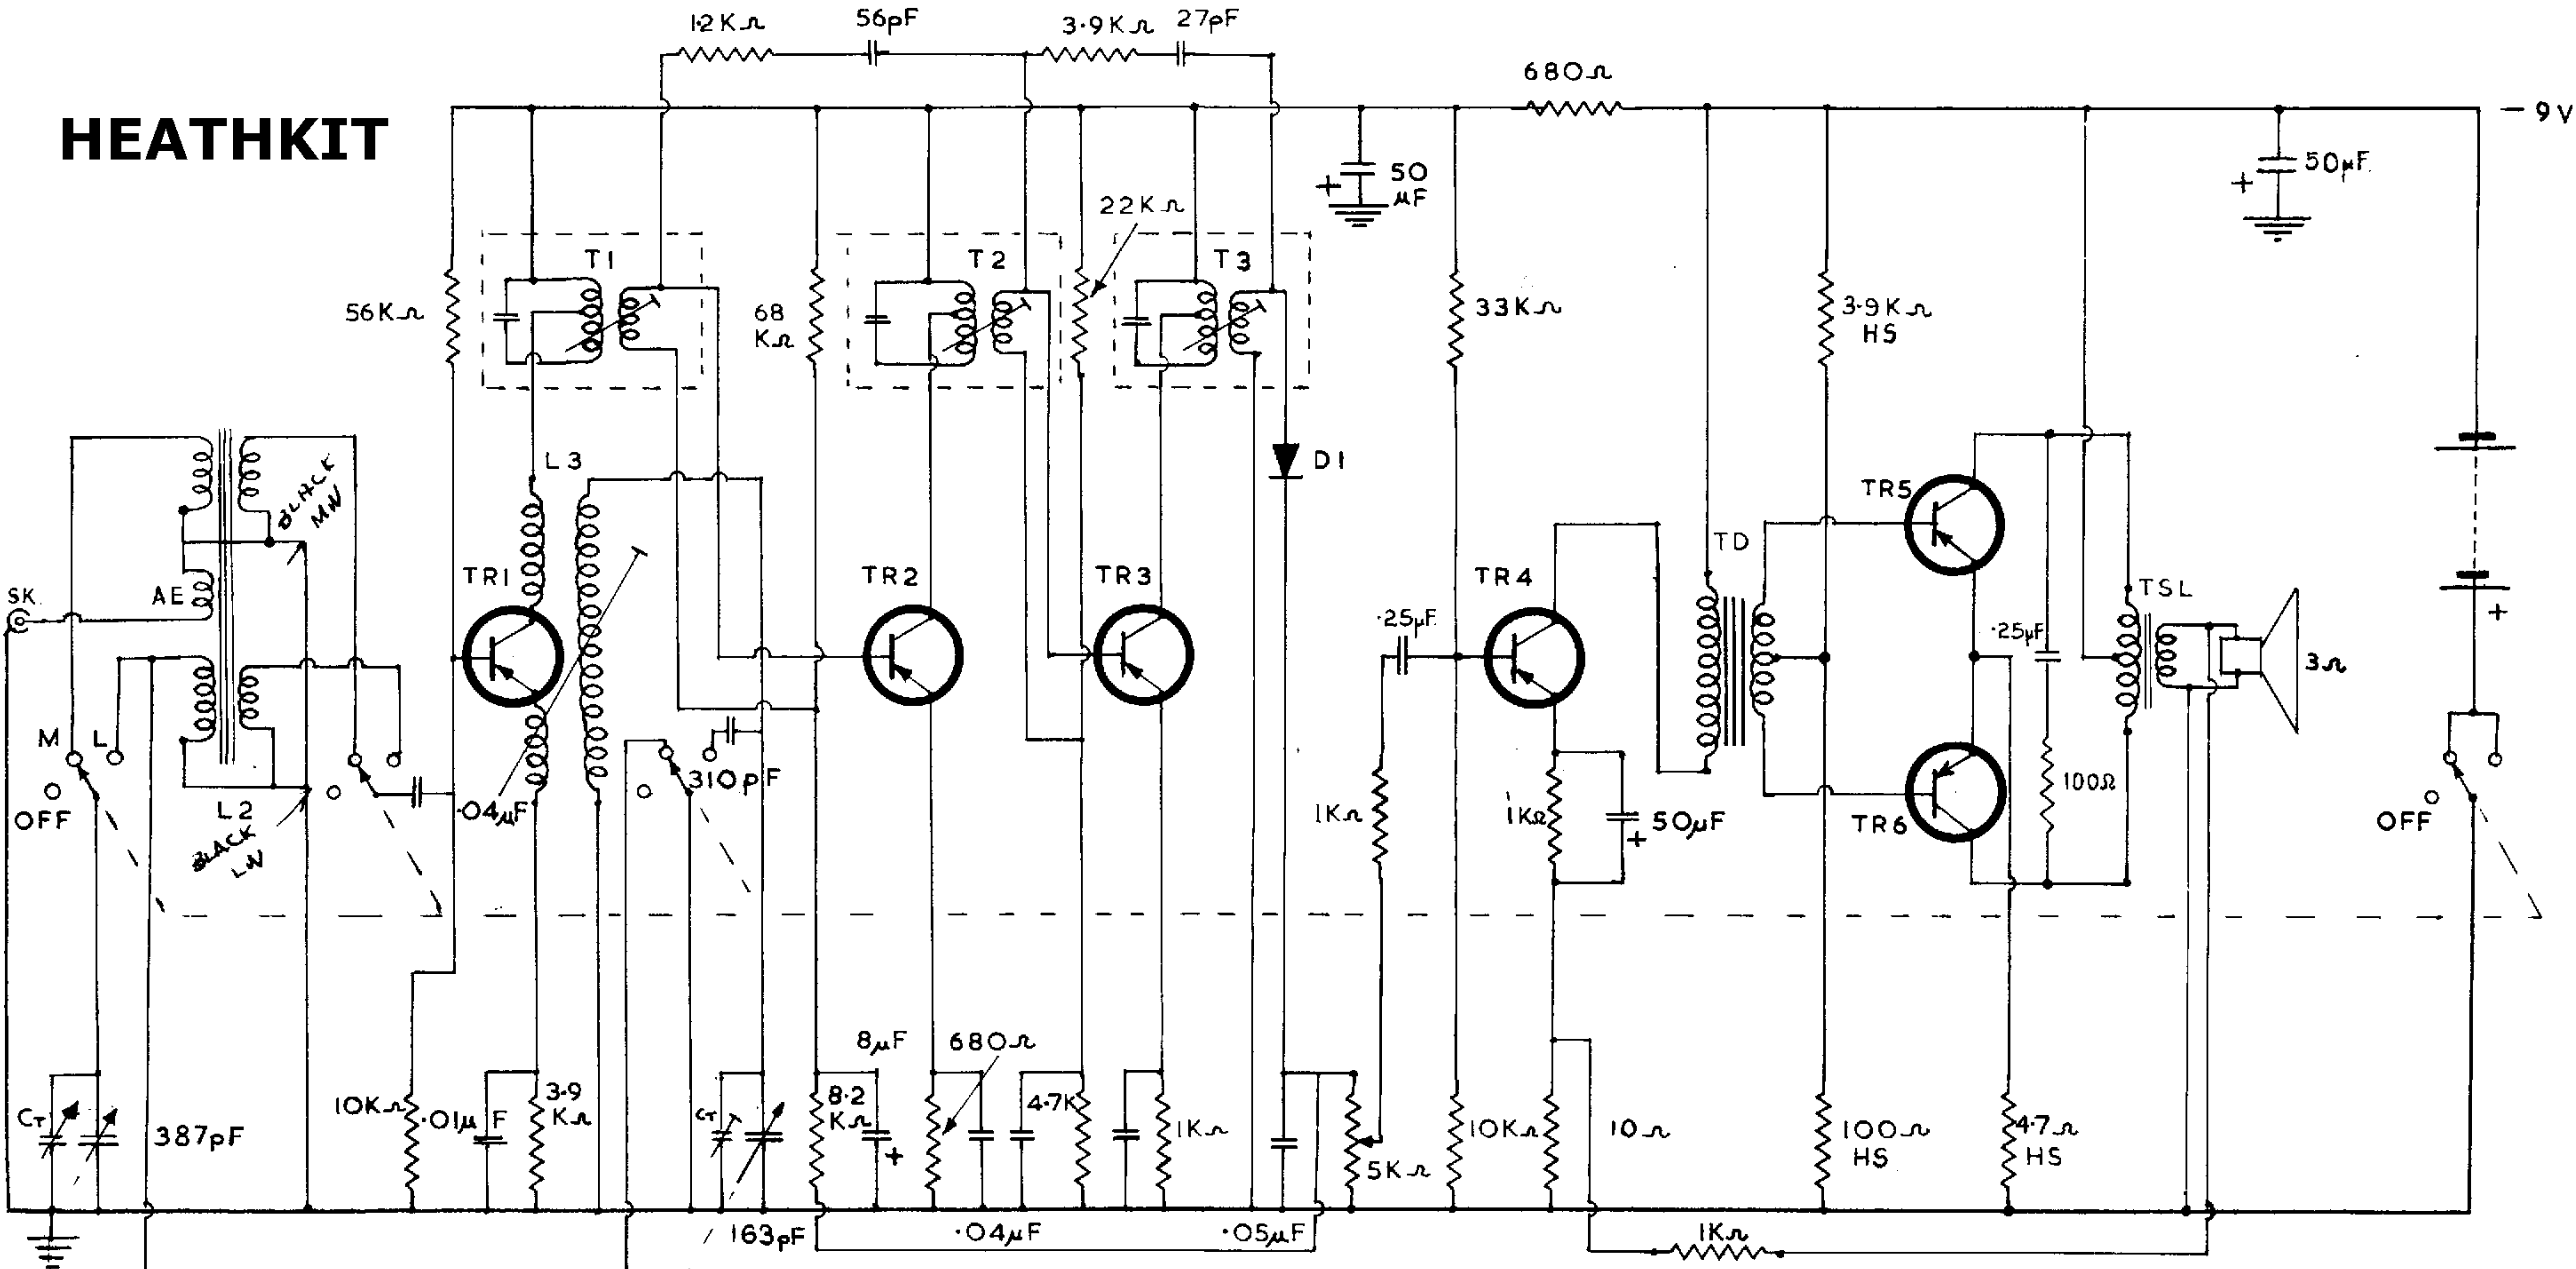 HEATHKIT
1·2KΩ
56pF
3·9KΩ
27pF
680Ω
– 9V
+
50
μF
+
50μF
22KΩ
T1
T2
T3
56KΩ
68
KΩ
33KΩ
3·9KΩ
HS
BLACK
MW
L3
D1
TR5
TR1
TR2
TR3
TR4
TD
TSL
SK
AE
·25μF
·25μF
+
3Ω
M
L
OFF
L2
BLACK
LW
·04μF
310pF
1KΩ
1KΩ
50μF
+
100Ω
TR6
OFF
8μF
680Ω
CT
387pF
10KΩ
·01μF
3·9
KΩ
CT
8·2
KΩ
+
4·7K
1KΩ
5KΩ
10KΩ
10Ω
100Ω
HS
4·7Ω
HS
163pF
·04μF
·05μF
1KΩ